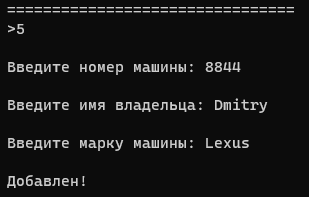 ================================
>5
Введите номер машины: 8844
Введите имя владельца: Dmitry
Введите марку машины: Lexus
Добавлен!